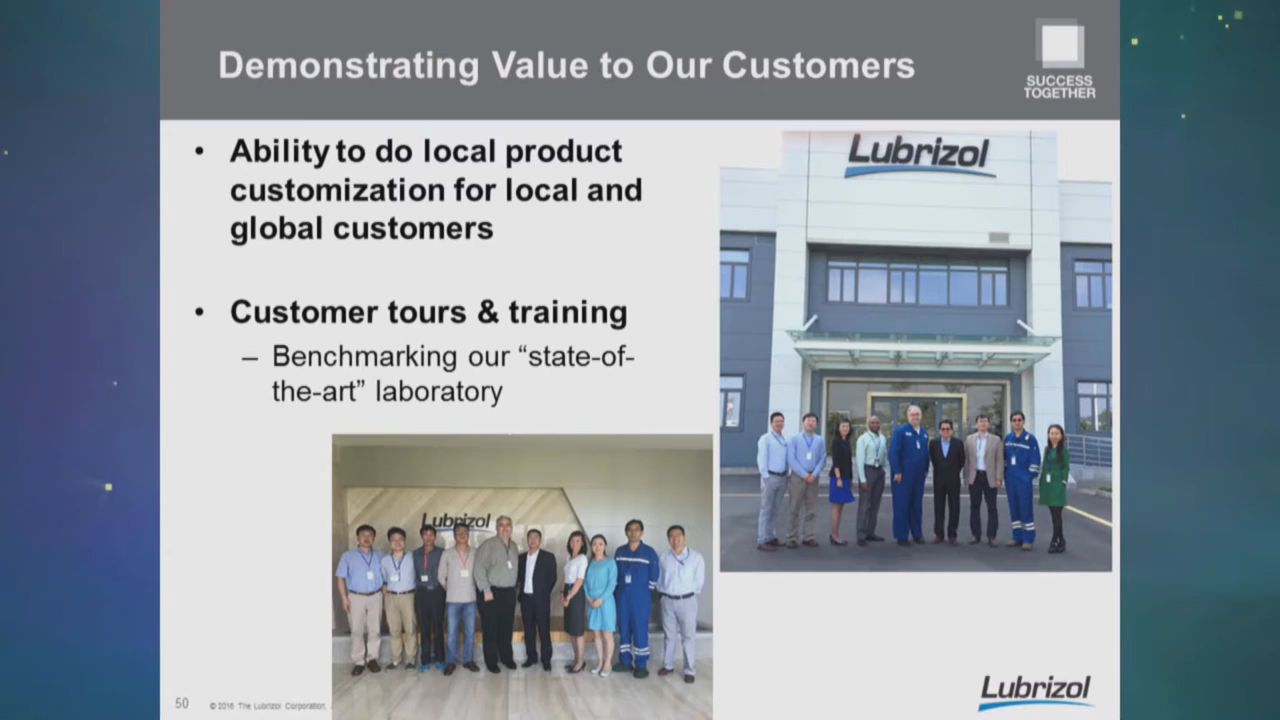 Demonstrating Value to Our Customers
SUCCESS
TOGETHER
• Ability to do local product
customization for local and
global customers
• Customer tours & training
– Benchmarking our “state-of-
the-art” laboratory
Lubrizol
Lubrizol
50
© 2016 The Lubrizol Corporation,
Lubrizol